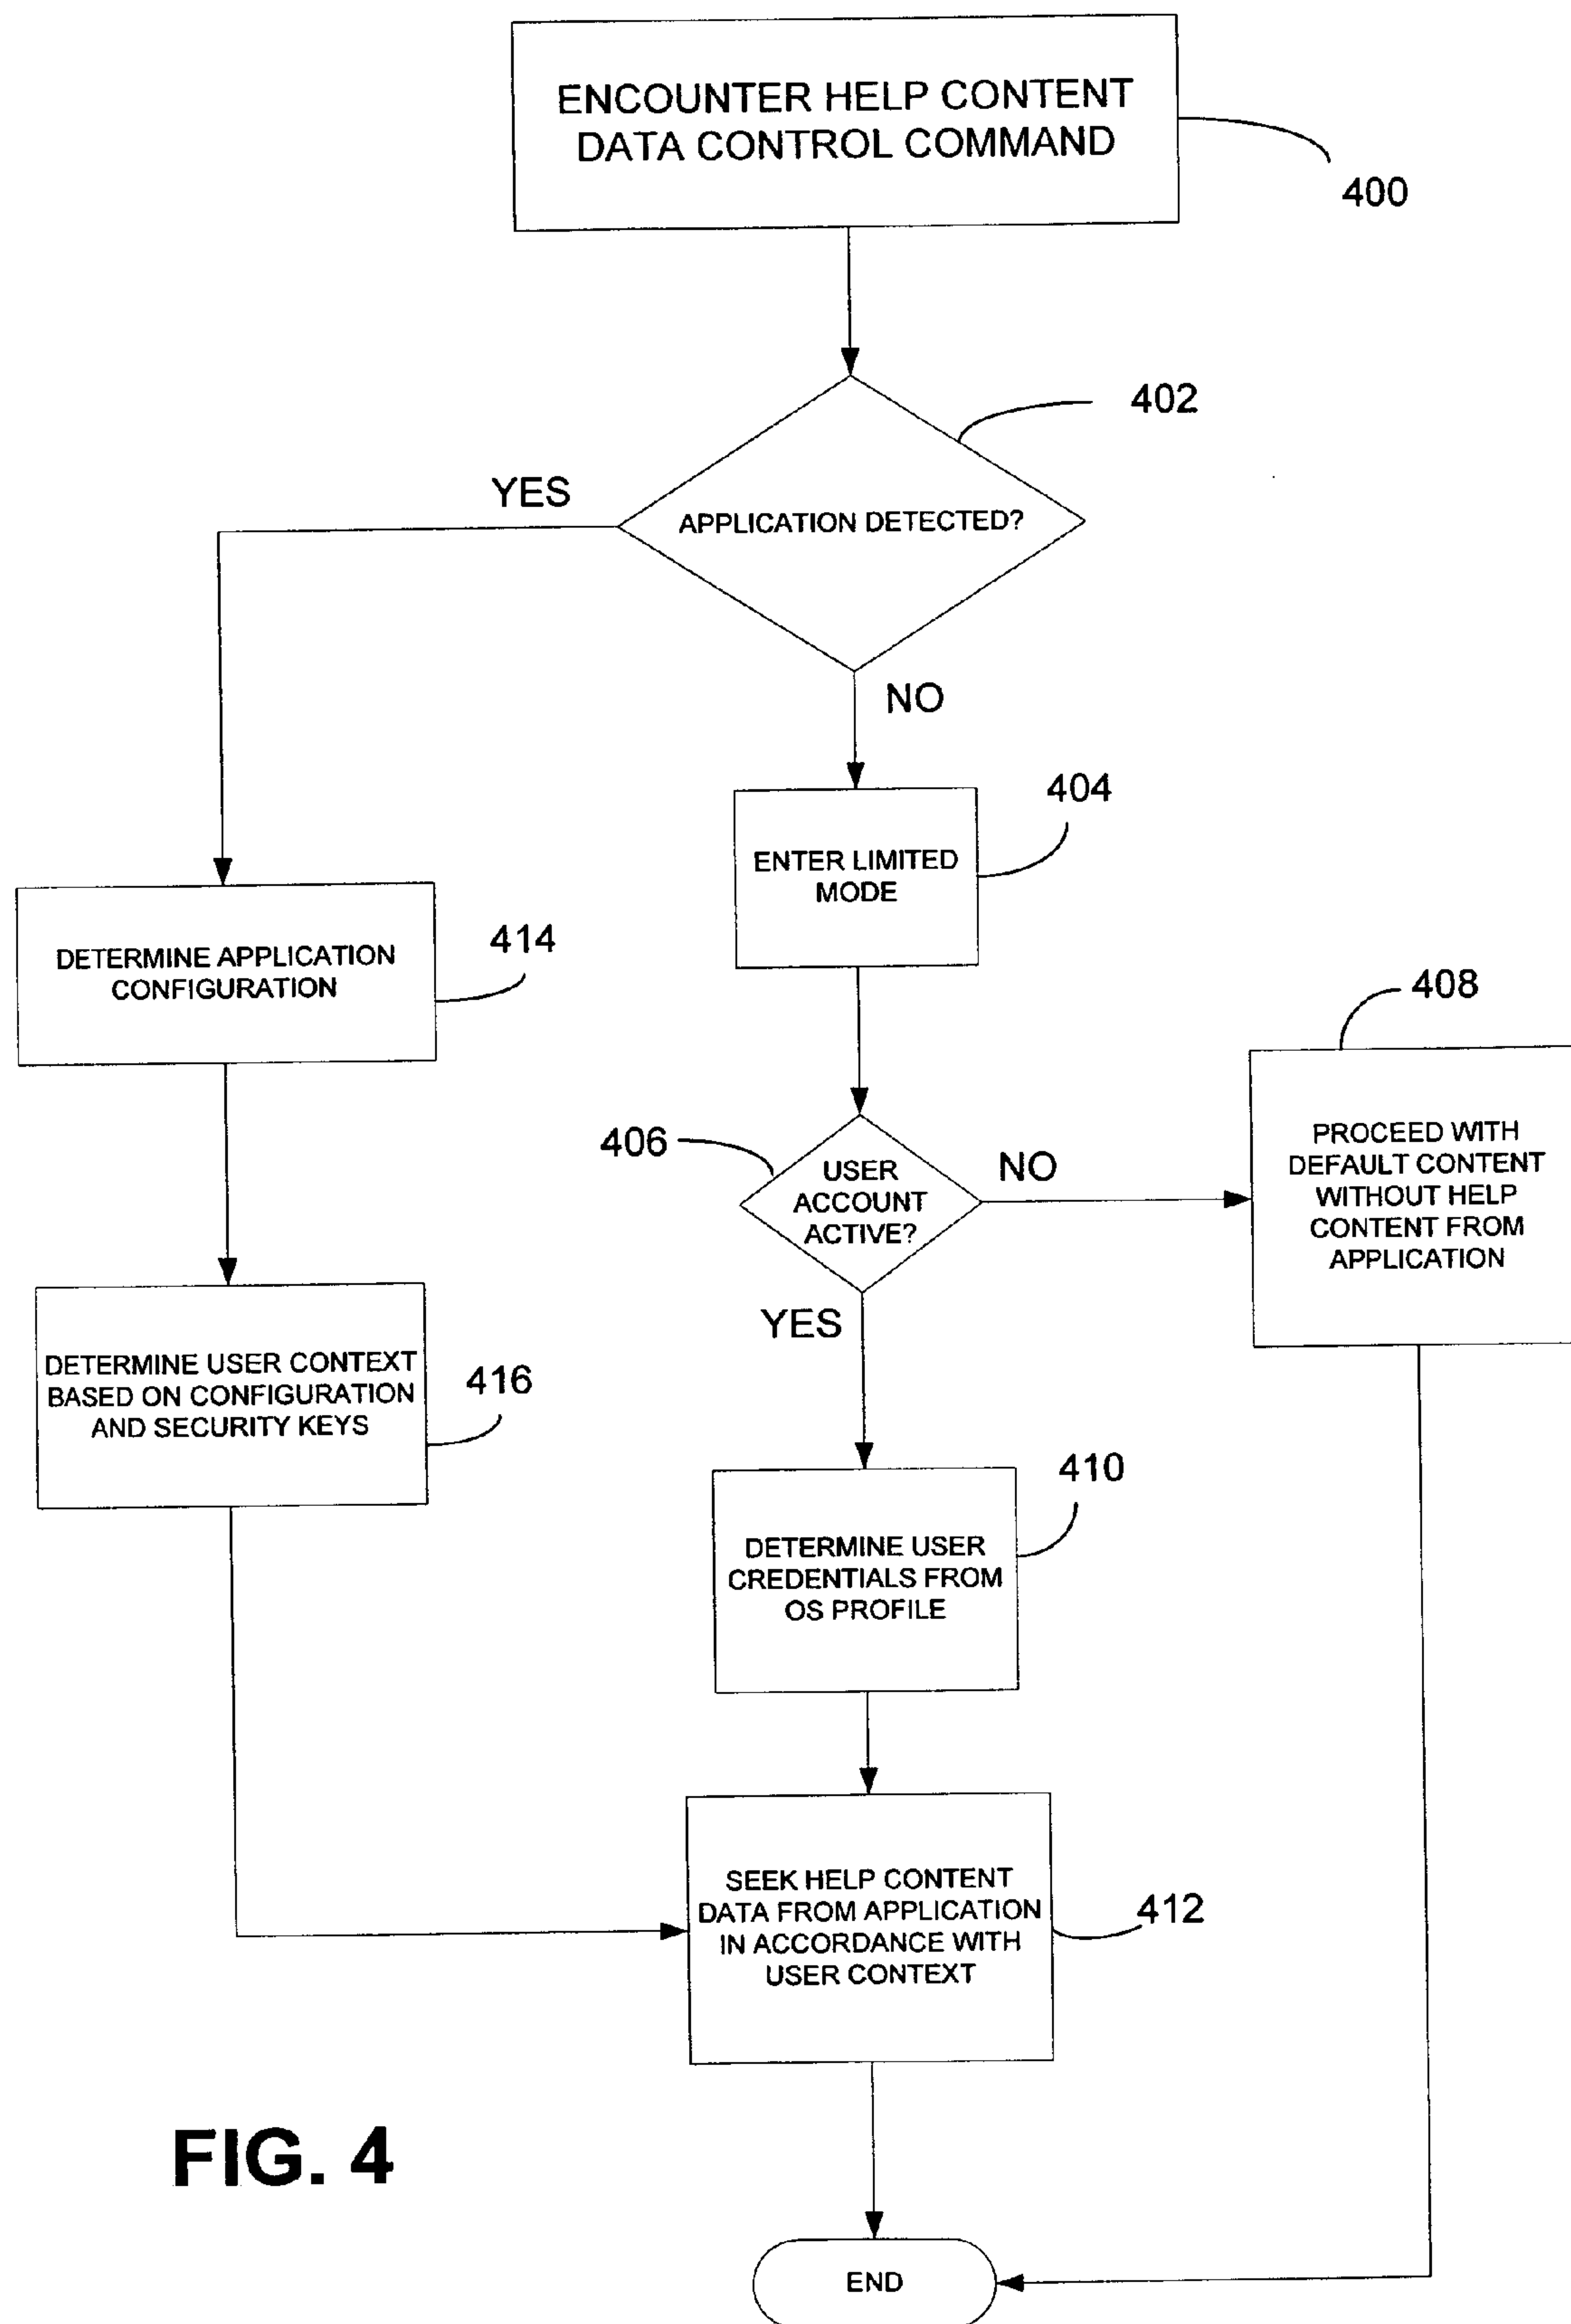 ENCOUNTER HELP CONTENT
DATA CONTROL COMMAND
400
402
YES
APPLICATION DETECTED?
NO
404
ENTER LIMITED
MODE
414
DETERMINE APPLICATION
CONFIGURATION
408
406
USER
ACCOUNT
ACTIVE?
NO
PROCEED WITH
DEFAULT CONTENT
WITHOUT HELP
CONTENT FROM
APPLICATION
YES
DETERMINE USER CONTEXT
BASED ON CONFIGURATION
AND SECURITY KEYS
416
410
DETERMINE USER
CREDENTIALS FROM
OS PROFILE
SEEK HELP CONTENT
DATA FROM APPLICATION
IN ACCORDANCE WITH
USER CONTEXT
412
FIG. 4
END